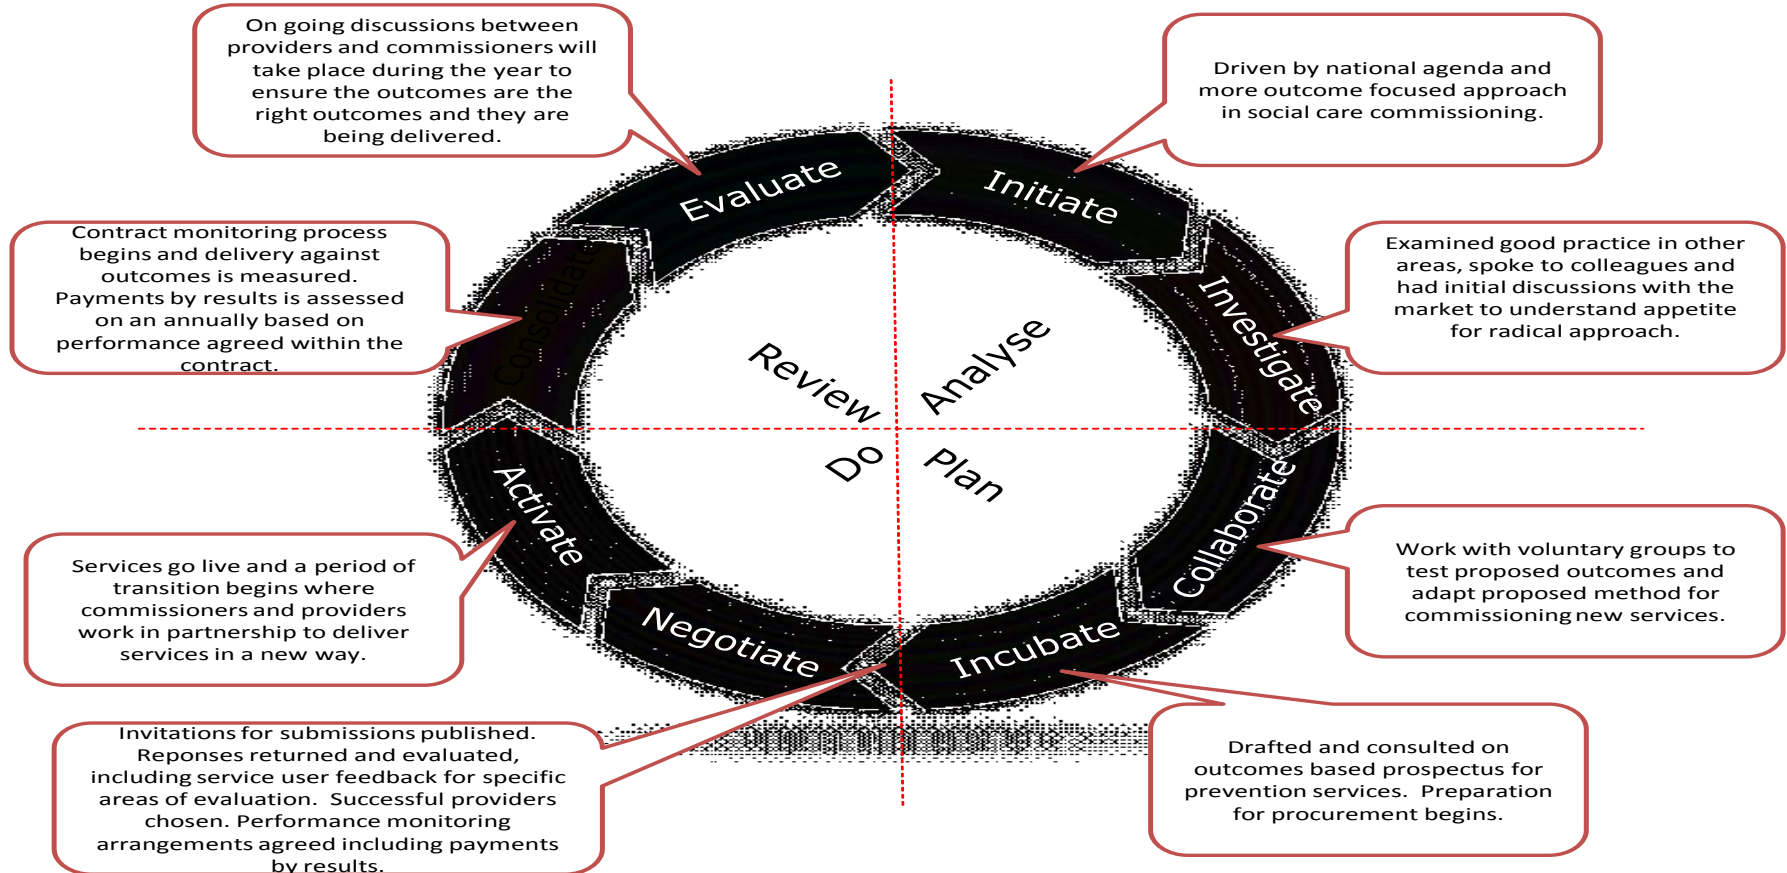 On going discussions between
providers and commissioners will
take place during the year to
ensure the outcomes are the
right outcomes and they are
being delivered.
Driven by national agenda and
more outcome focused approach
in social care commissioning.
Evaluate
Initiate
Contract monitoring process
begins and delivery against
outcomes is measured.
Payments by results is assessed
on an annually based on
performance agreed within the
contract.
Consolidate
Investigate
Examined good practice in other
areas, spoke to colleagues and
had initial discussions with the
market to understand appetite
for radical approach.
Review
Analyse
Do
Plan
Activate
Collaborate
Services go live and a period of
transition begins where
commissioners and providers
work in partnership to deliver
services in a new way.
Work with voluntary groups to
test proposed outcomes and
adapt proposed method for
commissioning new services.
Negotiate
Incubate
Invitations for submissions published.
Reponses returned and evaluated,
including service user feedback for specific
areas of evaluation.  Successful providers
chosen. Performance monitoring
arrangements agreed including payments
by results.
Drafted and consulted on
outcomes based prospectus for
prevention services.  Preparation
for procurement begins.